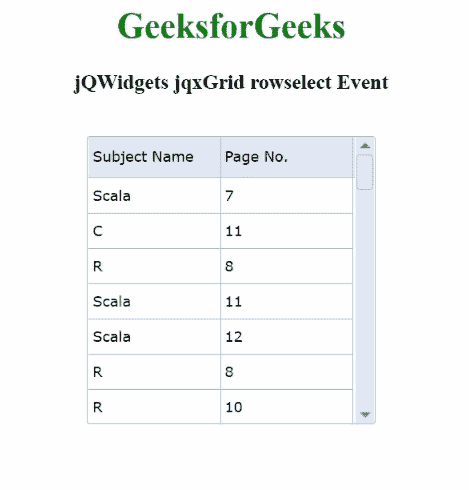 GeeksforGeeks
jQWidgets jqxGrid rowselect Event
Subject Name Page No.
Scala 7
C 11
R 8
Scala 11
Scala 12
R 8
R 10